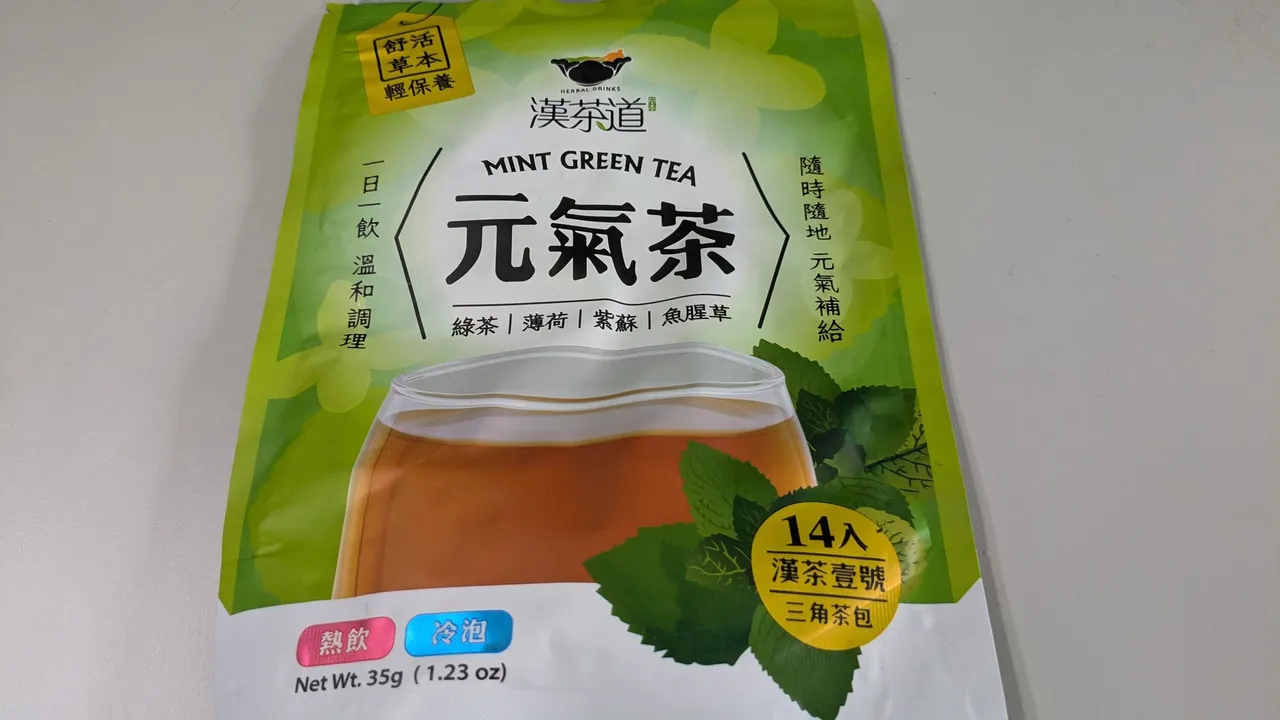 舒活
草本
輕保養
HERBAL DRINKS
漢茶道
MINT GREEN TEA
元氣茶
綠茶|薄荷|紫蘇|魚腥草
一日一飲 溫和調理
隨時隨地 元氣補給
14入
漢茶壹號
三角茶包
熱飲
冷泡
Net Wt. 35g (1.23 oz)